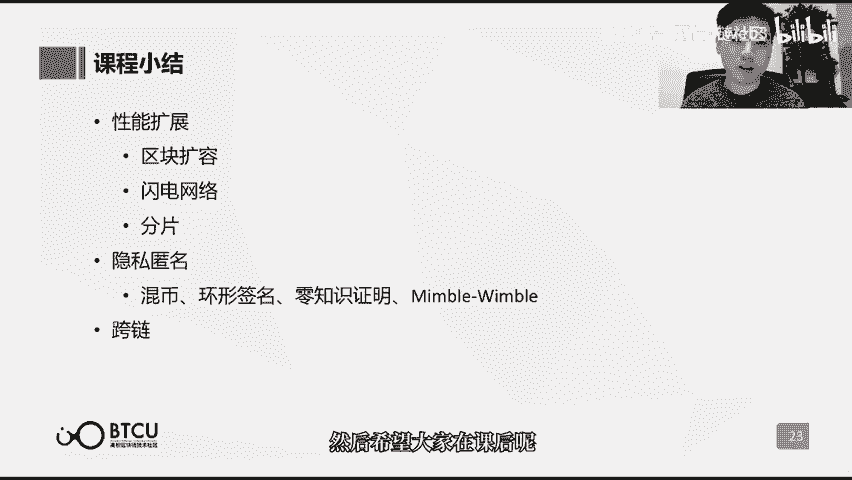 bilibili
课程小结
• 性能扩展
• 区块扩容
• 闪电网络
• 分片
• 隐私匿名
• 混币、环形签名、零知识证明、Mimble-Wimble
• 跨链
BTCU
然后希望大家在课后呢
23